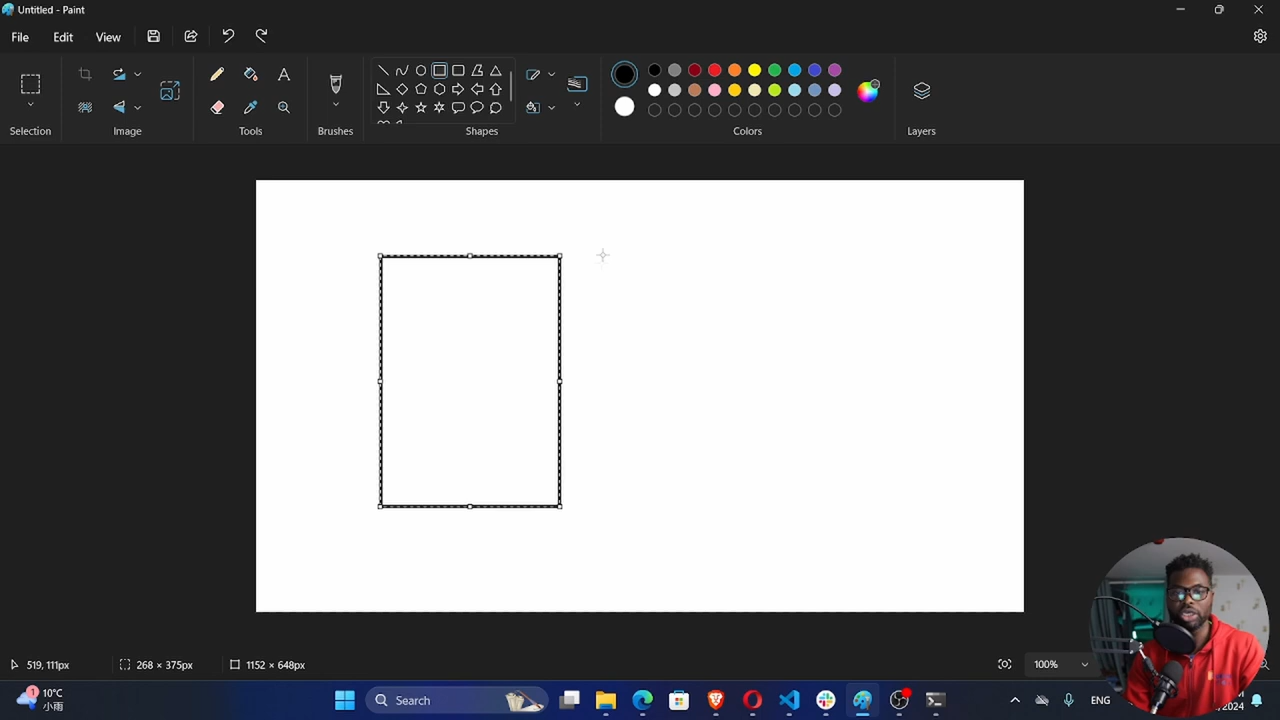 Untitled - Paint
File Edit View
A
Selection Image Tools Brushes Shapes Colors Layers
519, 111px 268 × 375px 1152 × 648px 100%
1 10°C
小雨
Search
ENG
2024